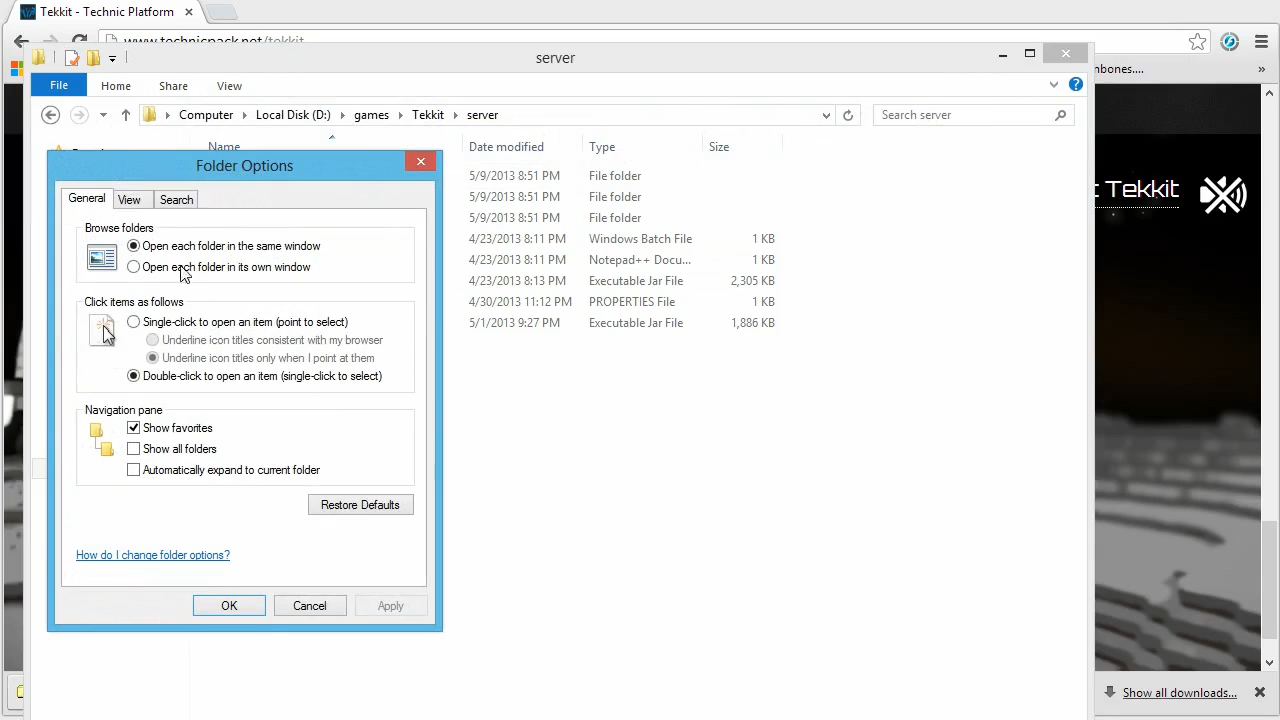 Tekkit - Technic Platform
www.technicpack.net/tekkit
server
nbones....
»
File
Home
Share
View
Computer
Local Disk (D:)
games
Tekkit
server
Search server
Name
Date modified
Type
Size
Folder Options
5/9/2013 8:51 PM File folder
5/9/2013 8:51 PM File folder
5/9/2013 8:51 PM File folder
4/23/2013 8:11 PM Windows Batch File 1 KB
4/23/2013 8:11 PM Notepad++ Docu... 1 KB
4/23/2013 8:13 PM Executable Jar File 2,305 KB
4/30/2013 11:12 PM PROPERTIES File 1 KB
5/1/2013 9:27 PM Executable Jar File 1,886 KB
t Tekkit
General
View
Search
Browse folders
Open each folder in the same window
Open each folder in its own window
Click items as follows
Single-click to open an item (point to select)
Underline icon titles consistent with my browser
Underline icon titles only when I point at them
Double-click to open an item (single-click to select)
Navigation pane
Show favorites
Show all folders
Automatically expand to current folder
Restore Defaults
How do I change folder options?
OK
Cancel
Apply
Show all downloads...